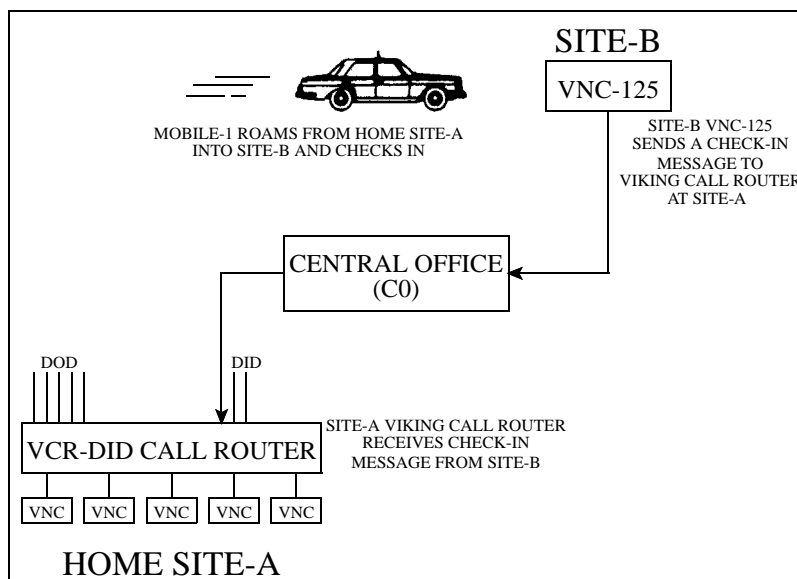 SITE-B
VNC-125
MOBILE-1 ROAMS FROM HOME SITE-A
INTO SITE-B AND CHECKS IN
SITE-B VNC-125
SENDS A CHECK-IN
MESSAGE TO
VIKING CALL ROUTER
AT SITE-A
CENTRAL OFFICE
(C0)
DOD
DID
VCR-DID CALL ROUTER
SITE-A VIKING CALL ROUTER
RECEIVES CHECK-IN
MESSAGE FROM SITE-B
VNC
VNC
VNC
VNC
VNC
HOME SITE-A